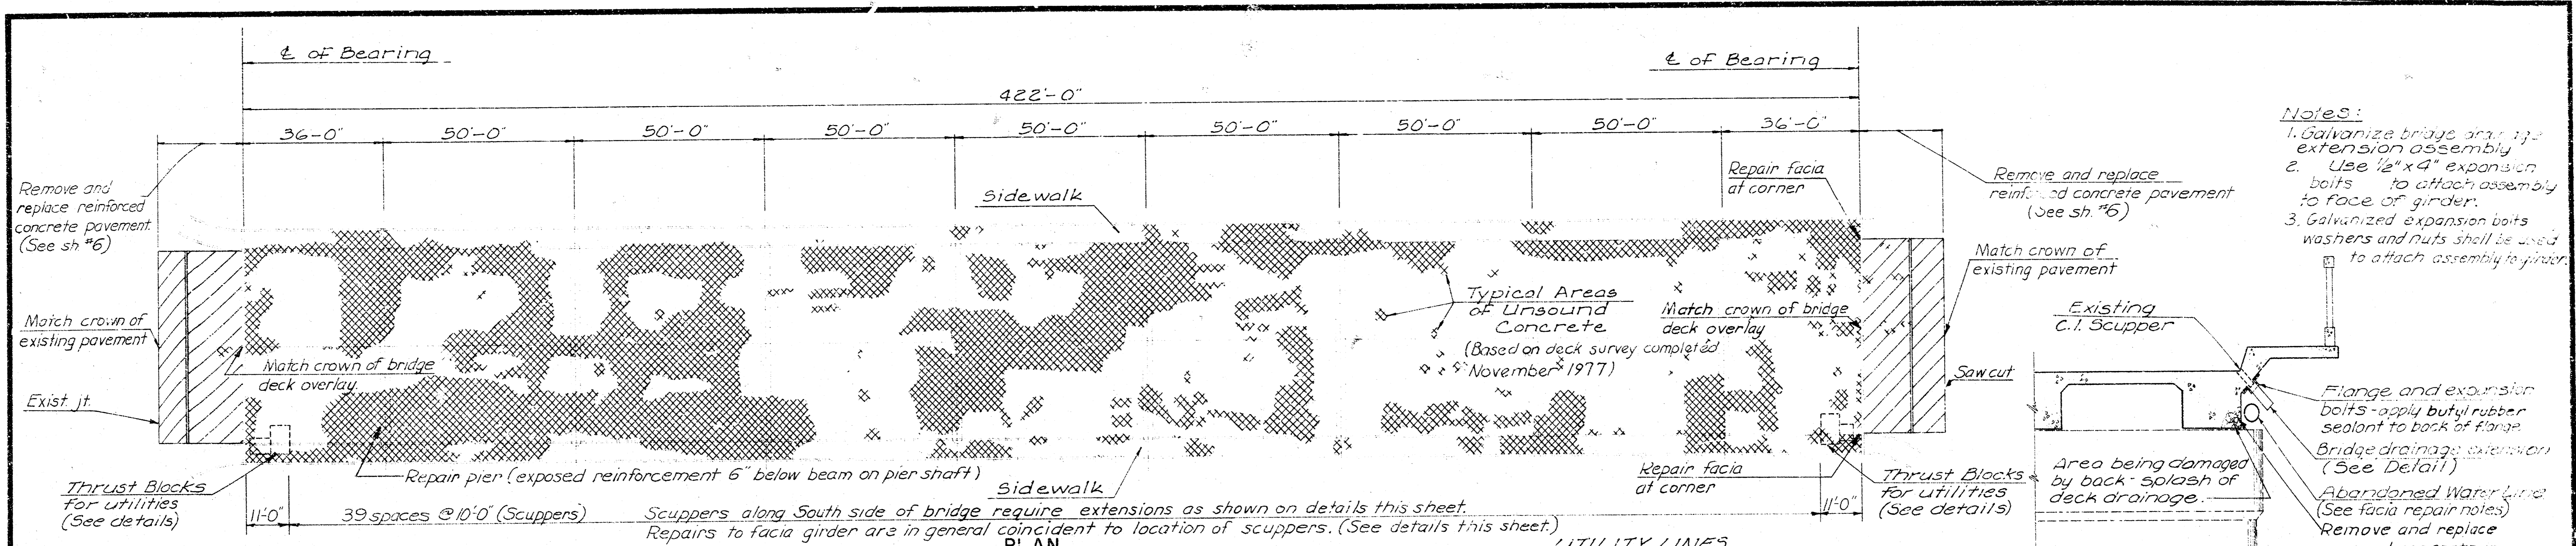 ℄ of Bearing
℄ of Bearing
422'-0"
36'-0"
50'-0"
50'-0"
50'-0"
50'-0"
50'-0"
50'-0"
50'-0"
36'-0"
Remove and
replace reinforced
concrete pavement.
(See sh. #6)
Match crown of
existing pavement
Exist. jt.
Match crown of bridge
deck overlay.
Thrust Blocks
for utilities
(See details)
11'-0"
39 spaces @ 10'-0" (Scuppers)
Repair pier (exposed reinforcement 6" below beam on pier shaft)
Sidewalk
Sidewalk
Scuppers along South side of bridge require extensions as shown on details this sheet.
Repairs to facia girder are in general coincident to location of scuppers. (See details this sheet.)
PLAN
UTILITY LINES
Typical Areas
of Unsound
Concrete
(Based on deck survey completed
November 1977)
Repair facia
at corner
Match crown of bridge
deck overlay
Repair facia
at corner
11'-0"
Thrust Blocks
for utilities
(See details)
Remove and replace
reinforced concrete pavement
(See sh. #6)
Match crown of
existing pavement
Saw cut
Notes:
1. Galvanize bridge drainage
extension assembly
2. Use 1/2" x 4" expansion
bolts to attach assembly
to face of girder.
3. Galvanized expansion bolts
washers and nuts shall be used
to attach assembly to girder.
Existing
C.I. Scupper
Flange and expansion
bolts - apply butyl rubber
sealant to back of flange
Bridge drainage extension
(See Detail)
Area being damaged
by back-splash of
deck drainage.
Abandoned Water Line
(See facia repair notes)
Remove and replace